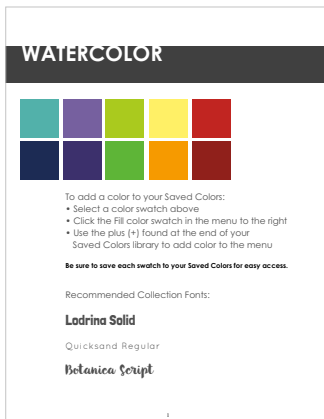 WATERCOLOR
To add a color to your Saved Colors:
• Select a color swatch above
• Click the Fill color swatch in the menu to the right
• Use the plus (+) found at the end of your
Saved Colors library to add color to the menu
Be sure to save each swatch to your Saved Colors for easy access.
Recommended Collection Fonts:
Lodrina Solid
Quicksand Regular
Botanica Script